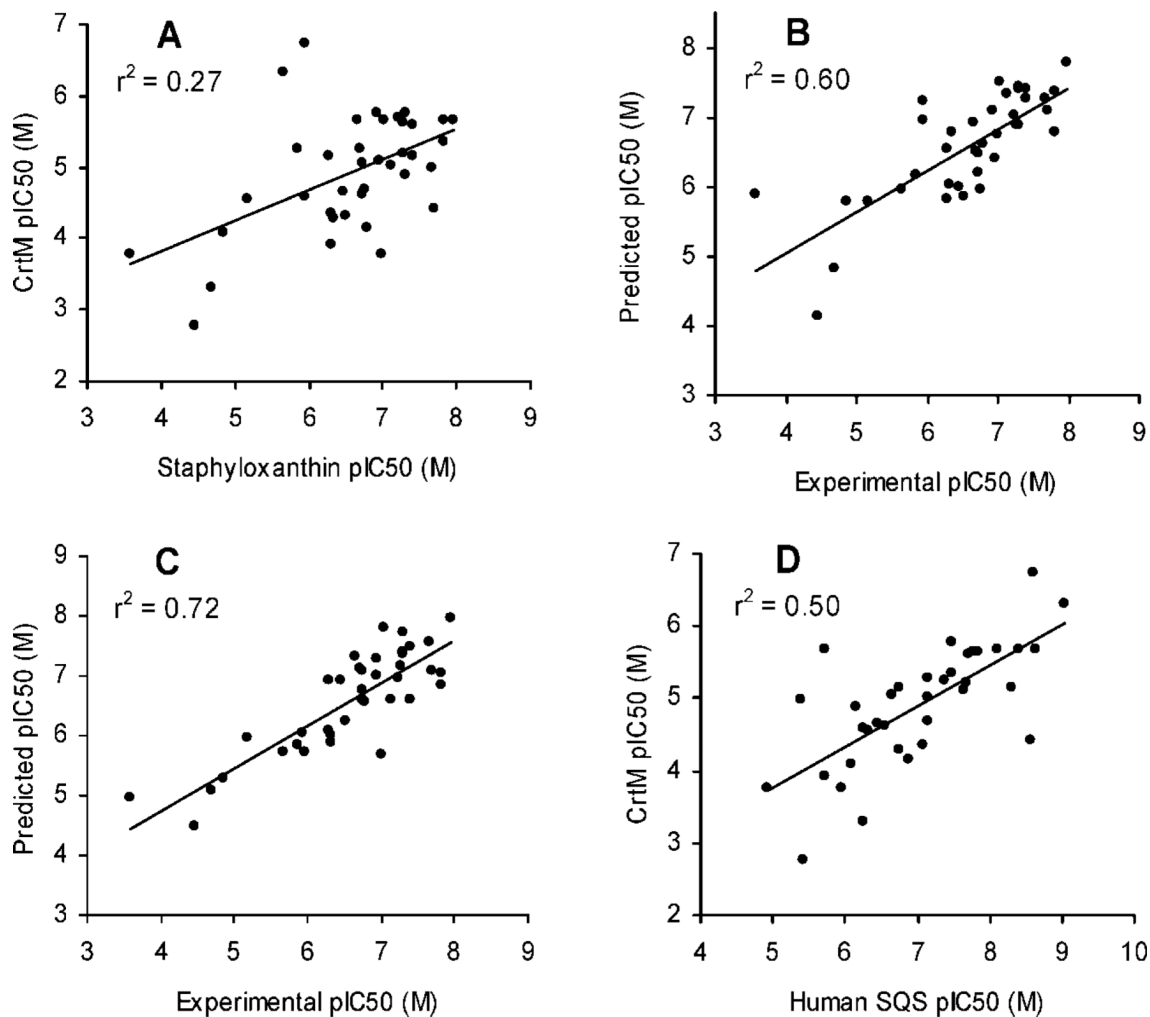 A
r² = 0.27
7
6
5
4
3
2
CrtM pIC50 (M)
3 4 5 6 7 8 9
Staphyloxanthin pIC50 (M)
B
r² = 0.60
8
7
6
5
4
3
Predicted pIC50 (M)
3 4 5 6 7 8 9
Experimental pIC50 (M)
C
r² = 0.72
9
8
7
6
5
4
3
Predicted pIC50 (M)
3 4 5 6 7 8 9
Experimental pIC50 (M)
D
r² = 0.50
7
6
5
4
3
2
CrtM pIC50 (M)
4 5 6 7 8 9 10
Human SQS pIC50 (M)